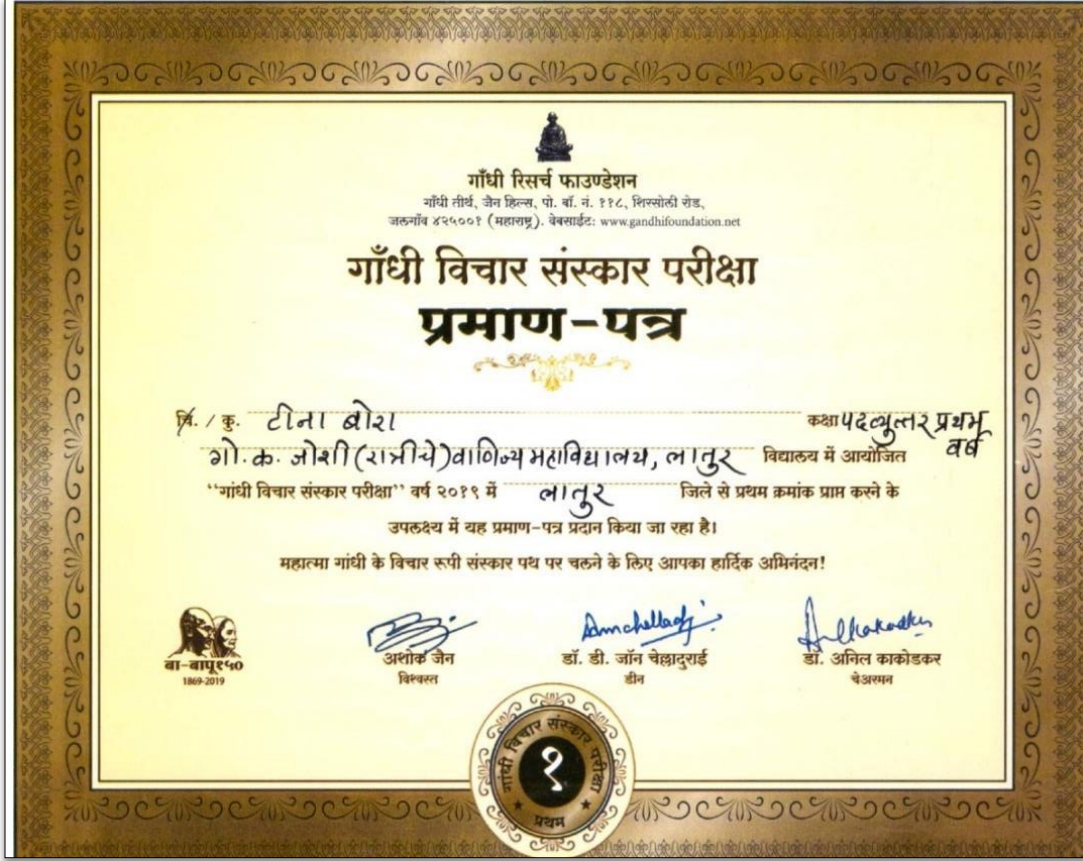 गाँधी रिसर्च फाउण्डेशन
गाँधी तीर्थ, जैन हिल्स, पो. बॉ. नं. ११८, शिरसोली रोड,
जलगाँव ४२५००१ (महाराष्ट्र). वेबसाईट: www.gandhifoundation.net
गाँधी विचार संस्कार परीक्षा
प्रमाण-पत्र
चि. / कु. टीना बोरा कक्षा पदव्युत्तर प्रथम वर्ष
गो. क. जोशी (रात्रीचे) वाणिज्य महाविद्यालय, लातुर विद्यालय में आयोजित
"गांधी विचार संस्कार परीक्षा" वर्ष २०१९ में लातुर जिले से प्रथम क्रमांक प्राप्त करने के
उपलक्ष्य में यह प्रमाण-पत्र प्रदान किया जा रहा है।
महात्मा गांधी के विचार रूपी संस्कार पथ पर चलने के लिए आपका हार्दिक अभिनंदन!
बा-बापू१५०
1869-2019
अशोक जैन
विश्वस्त
डॉ. डी. जॉन चेल्लादुराई
डीन
डॉ. अनिल काकोडकर
चेअरमन
गांधी विचार संस्कार परीक्षा
१
प्रथम